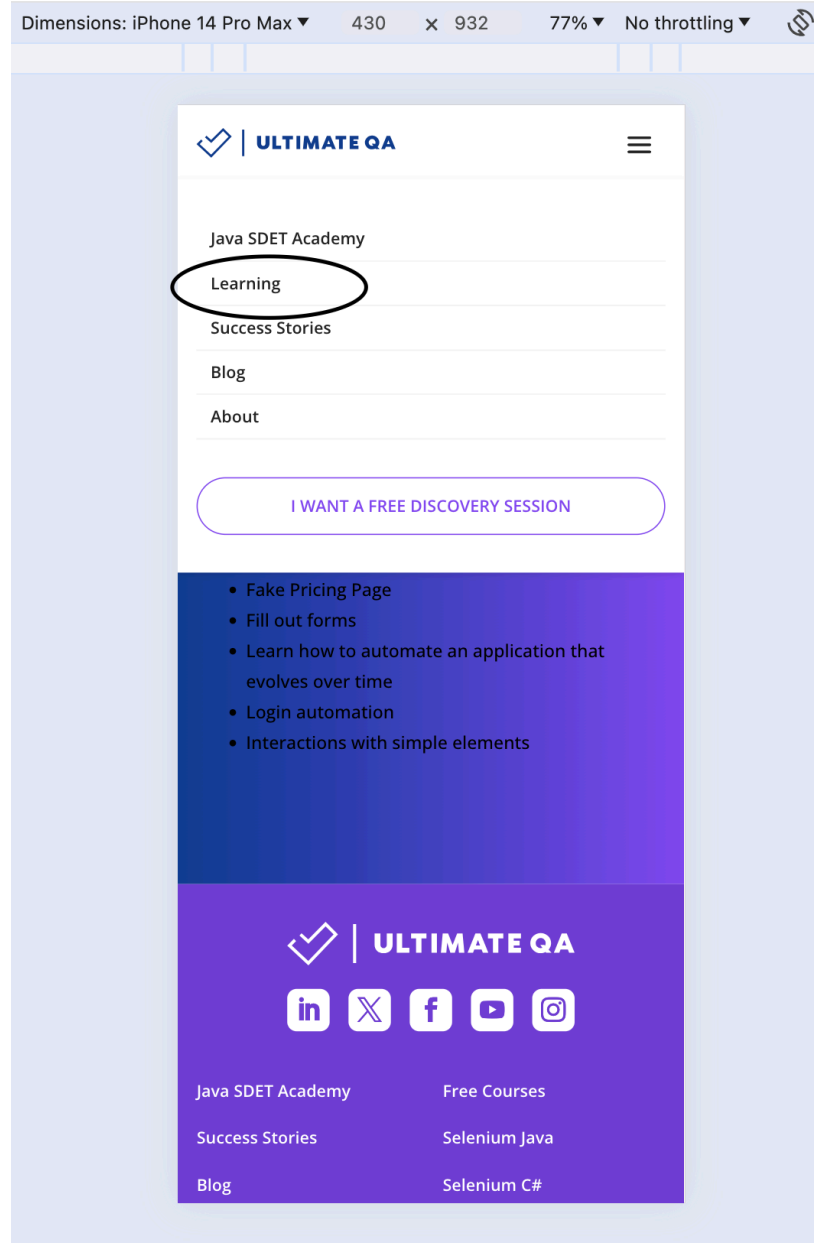 Dimensions: iPhone 14 Pro Max ▼ 430 x 932 77% ▼ No throttling ▼
ULTIMATE QA
Java SDET Academy
Learning
Success Stories
Blog
About
I WANT A FREE DISCOVERY SESSION
• Fake Pricing Page
• Fill out forms
• Learn how to automate an application that
evolves over time
• Login automation
• Interactions with simple elements
ULTIMATE QA
in X f
Java SDET Academy Free Courses
Success Stories Selenium Java
Blog Selenium C#